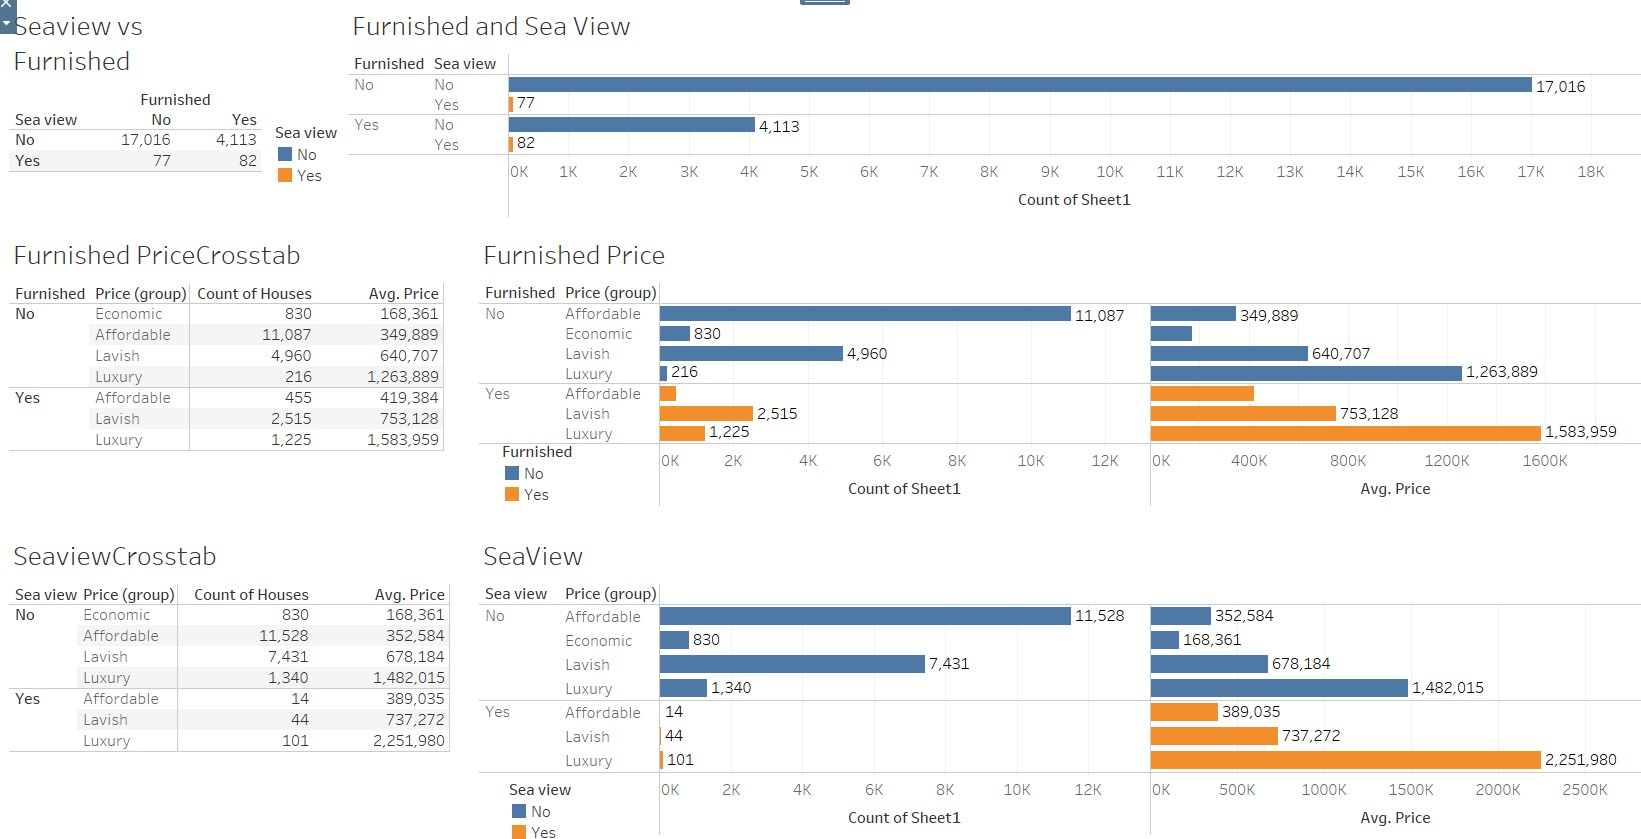 Seaview vs
Furnished
Furnished
Sea view No Yes
No 17,016 4,113
Yes 77 82
Sea view
No
Yes
Furnished and Sea View
Furnished Sea view
No No 17,016
Yes 77
Yes No 4,113
Yes 82
0K 1K 2K 3K 4K 5K 6K 7K 8K 9K 10K 11K 12K 13K 14K 15K 16K 17K 18K
Count of Sheet1
Furnished PriceCrosstab
Furnished Price (group) Count of Houses Avg. Price
No Economic 830 168,361
Affordable 11,087 349,889
Lavish 4,960 640,707
Luxury 216 1,263,889
Yes Affordable 455 419,384
Lavish 2,515 753,128
Luxury 1,225 1,583,959
Furnished Price
Furnished Price (group)
No Affordable 11,087 349,889
Economic 830
Lavish 4,960 640,707
Luxury 216 1,263,889
Yes Affordable
Lavish 2,515 753,128
Luxury 1,225 1,583,959
0K 2K 4K 6K 8K 10K 12K 0K 400K 800K 1200K 1600K
Count of Sheet1 Avg. Price
Furnished
No
Yes
SeaviewCrosstab
Sea view Price (group) Count of Houses Avg. Price
No Economic 830 168,361
Affordable 11,528 352,584
Lavish 7,431 678,184
Luxury 1,340 1,482,015
Yes Affordable 14 389,035
Lavish 44 737,272
Luxury 101 2,251,980
SeaView
Sea view Price (group)
No Affordable 11,528 352,584
Economic 830 168,361
Lavish 7,431 678,184
Luxury 1,340 1,482,015
Yes Affordable 14 389,035
Lavish 44 737,272
Luxury 101 2,251,980
0K 2K 4K 6K 8K 10K 12K 0K 500K 1000K 1500K 2000K 2500K
Count of Sheet1 Avg. Price
Sea view
No
Yes